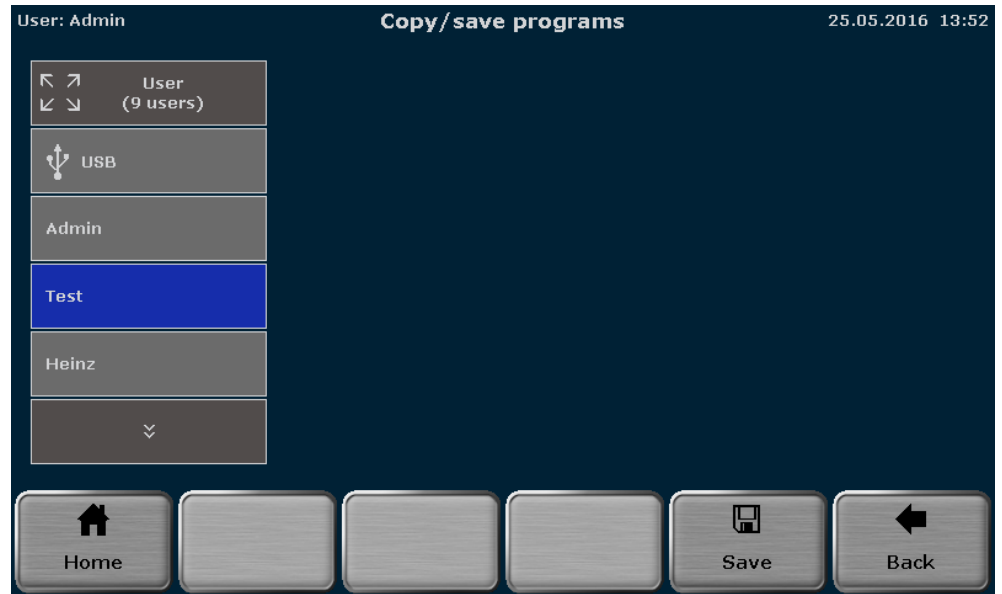 User: Admin
Copy/save programs
25.05.2016 13:52
User
(9 users)
USB
Admin
Test
Heinz
Home
Save
Back